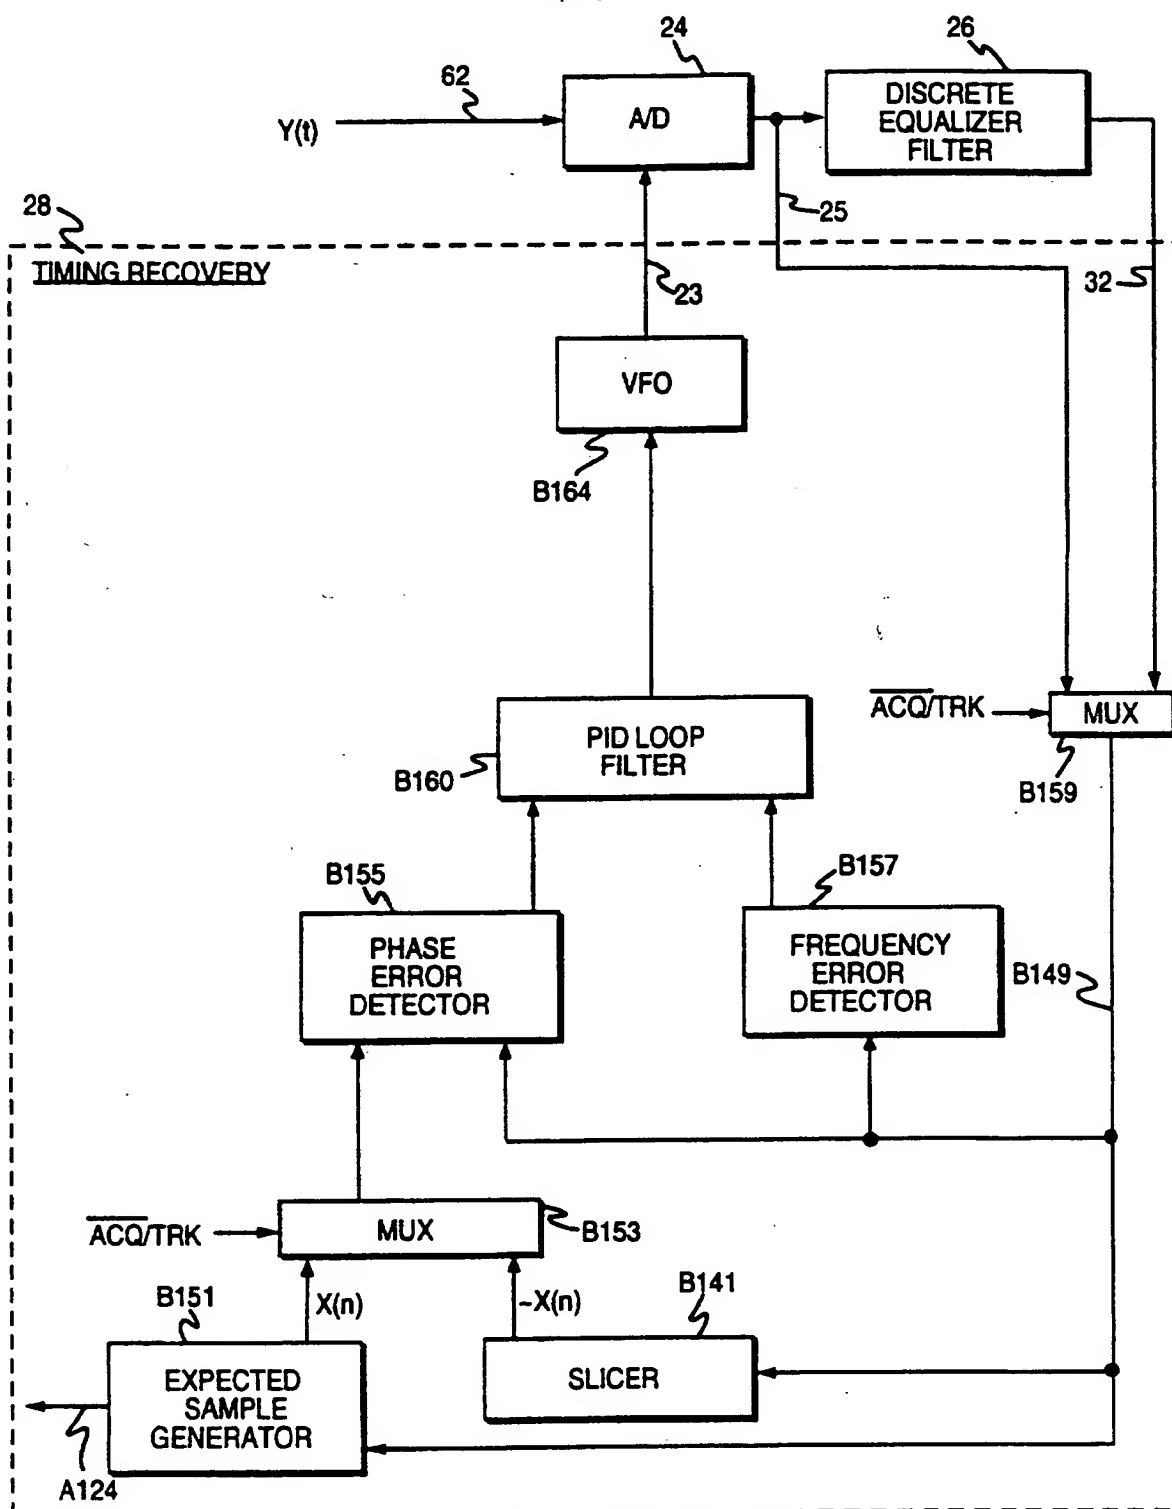 24
26
62
Y(t)
A/D
DISCRETE
EQUALIZER
FILTER
28
25
TIMING RECOVERY
23
32
VFO
B164
ACQ/TRK
MUX
PID LOOP
FILTER
B160
B159
B155
B157
PHASE
ERROR
DETECTOR
FREQUENCY
ERROR
DETECTOR
B149
ACQ/TRK
MUX
B153
B151
X(n)
~X(n)
B141
EXPECTED
SAMPLE
GENERATOR
SLICER
A124